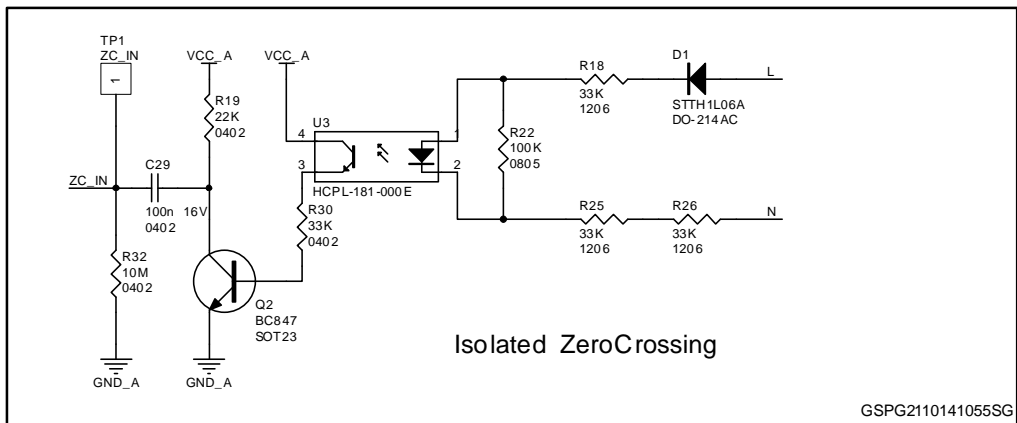 TP1
ZC_IN
1
VCC_A
VCC_A
R19
22K
0402
U3
4
3
1
2
HCPL-181-000E
R18
33K
1206
D1
STTH1L06A
DO-214AC
L
R22
100K
0805
ZC_IN
C29
100n
0402
16V
R30
33K
0402
R25
33K
1206
R26
33K
1206
N
R32
10M
0402
Q2
BC847
SOT23
GND_A
GND_A
Isolated ZeroCrossing
GSPG2110141055SG